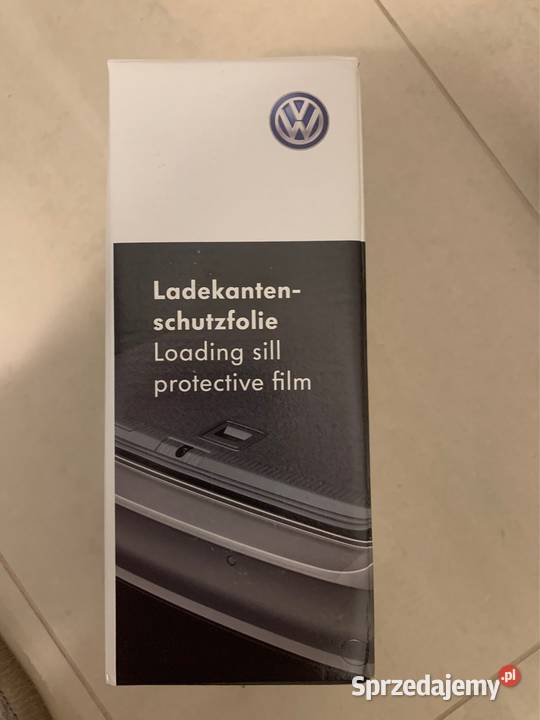 Ladekanten-
schutzfolie
Loading sill
protective film
Sprzedajemy.pl